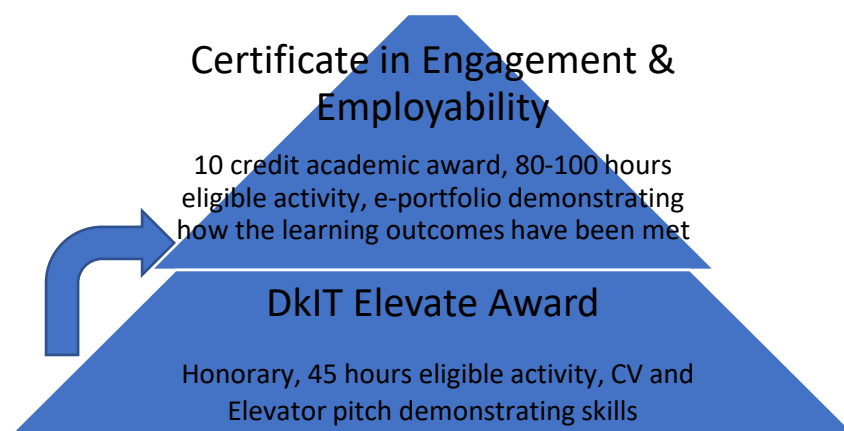 Certificate in Engagement &
Employability
10 credit academic award, 80-100 hours
eligible activity, e-portfolio demonstrating
how the learning outcomes have been met
DkIT Elevate Award
Honorary, 45 hours eligible activity, CV and
Elevator pitch demonstrating skills